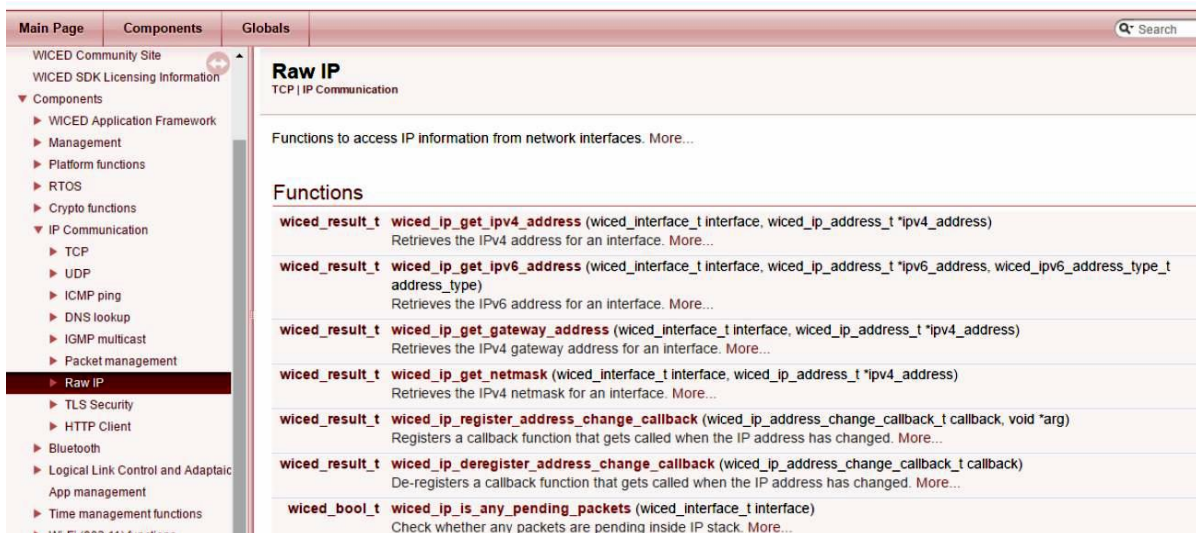 Main Page
Components
Globals
Search
WICED Community Site
WICED SDK Licensing Information
Components
WICED Application Framework
Management
Platform functions
RTOS
Crypto functions
IP Communication
TCP
UDP
ICMP ping
DNS lookup
IGMP multicast
Packet management
Raw IP
TLS Security
HTTP Client
Bluetooth
Logical Link Control and Adaptaic
App management
Time management functions
Raw IP
TCP | IP Communication
Functions to access IP information from network interfaces. More...
Functions
wiced_result_t wiced_ip_get_ipv4_address (wiced_interface_t interface, wiced_ip_address_t *ipv4_address)
Retrieves the IPv4 address for an interface. More...
wiced_result_t wiced_ip_get_ipv6_address (wiced_interface_t interface, wiced_ip_address_t *ipv6_address, wiced_ipv6_address_type_t
address_type)
Retrieves the IPv6 address for an interface. More...
wiced_result_t wiced_ip_get_gateway_address (wiced_interface_t interface, wiced_ip_address_t *ipv4_address)
Retrieves the IPv4 gateway address for an interface. More...
wiced_result_t wiced_ip_get_netmask (wiced_interface_t interface, wiced_ip_address_t *ipv4_address)
Retrieves the IPv4 netmask for an interface. More...
wiced_result_t wiced_ip_register_address_change_callback (wiced_ip_address_change_callback_t callback, void *arg)
Registers a callback function that gets called when the IP address has changed. More...
wiced_result_t wiced_ip_deregister_address_change_callback (wiced_ip_address_change_callback_t callback)
De-registers a callback function that gets called when the IP address has changed. More...
wiced_bool_t wiced_ip_is_any_pending_packets (wiced_interface_t interface)
Check whether any packets are pending inside IP stack. More...